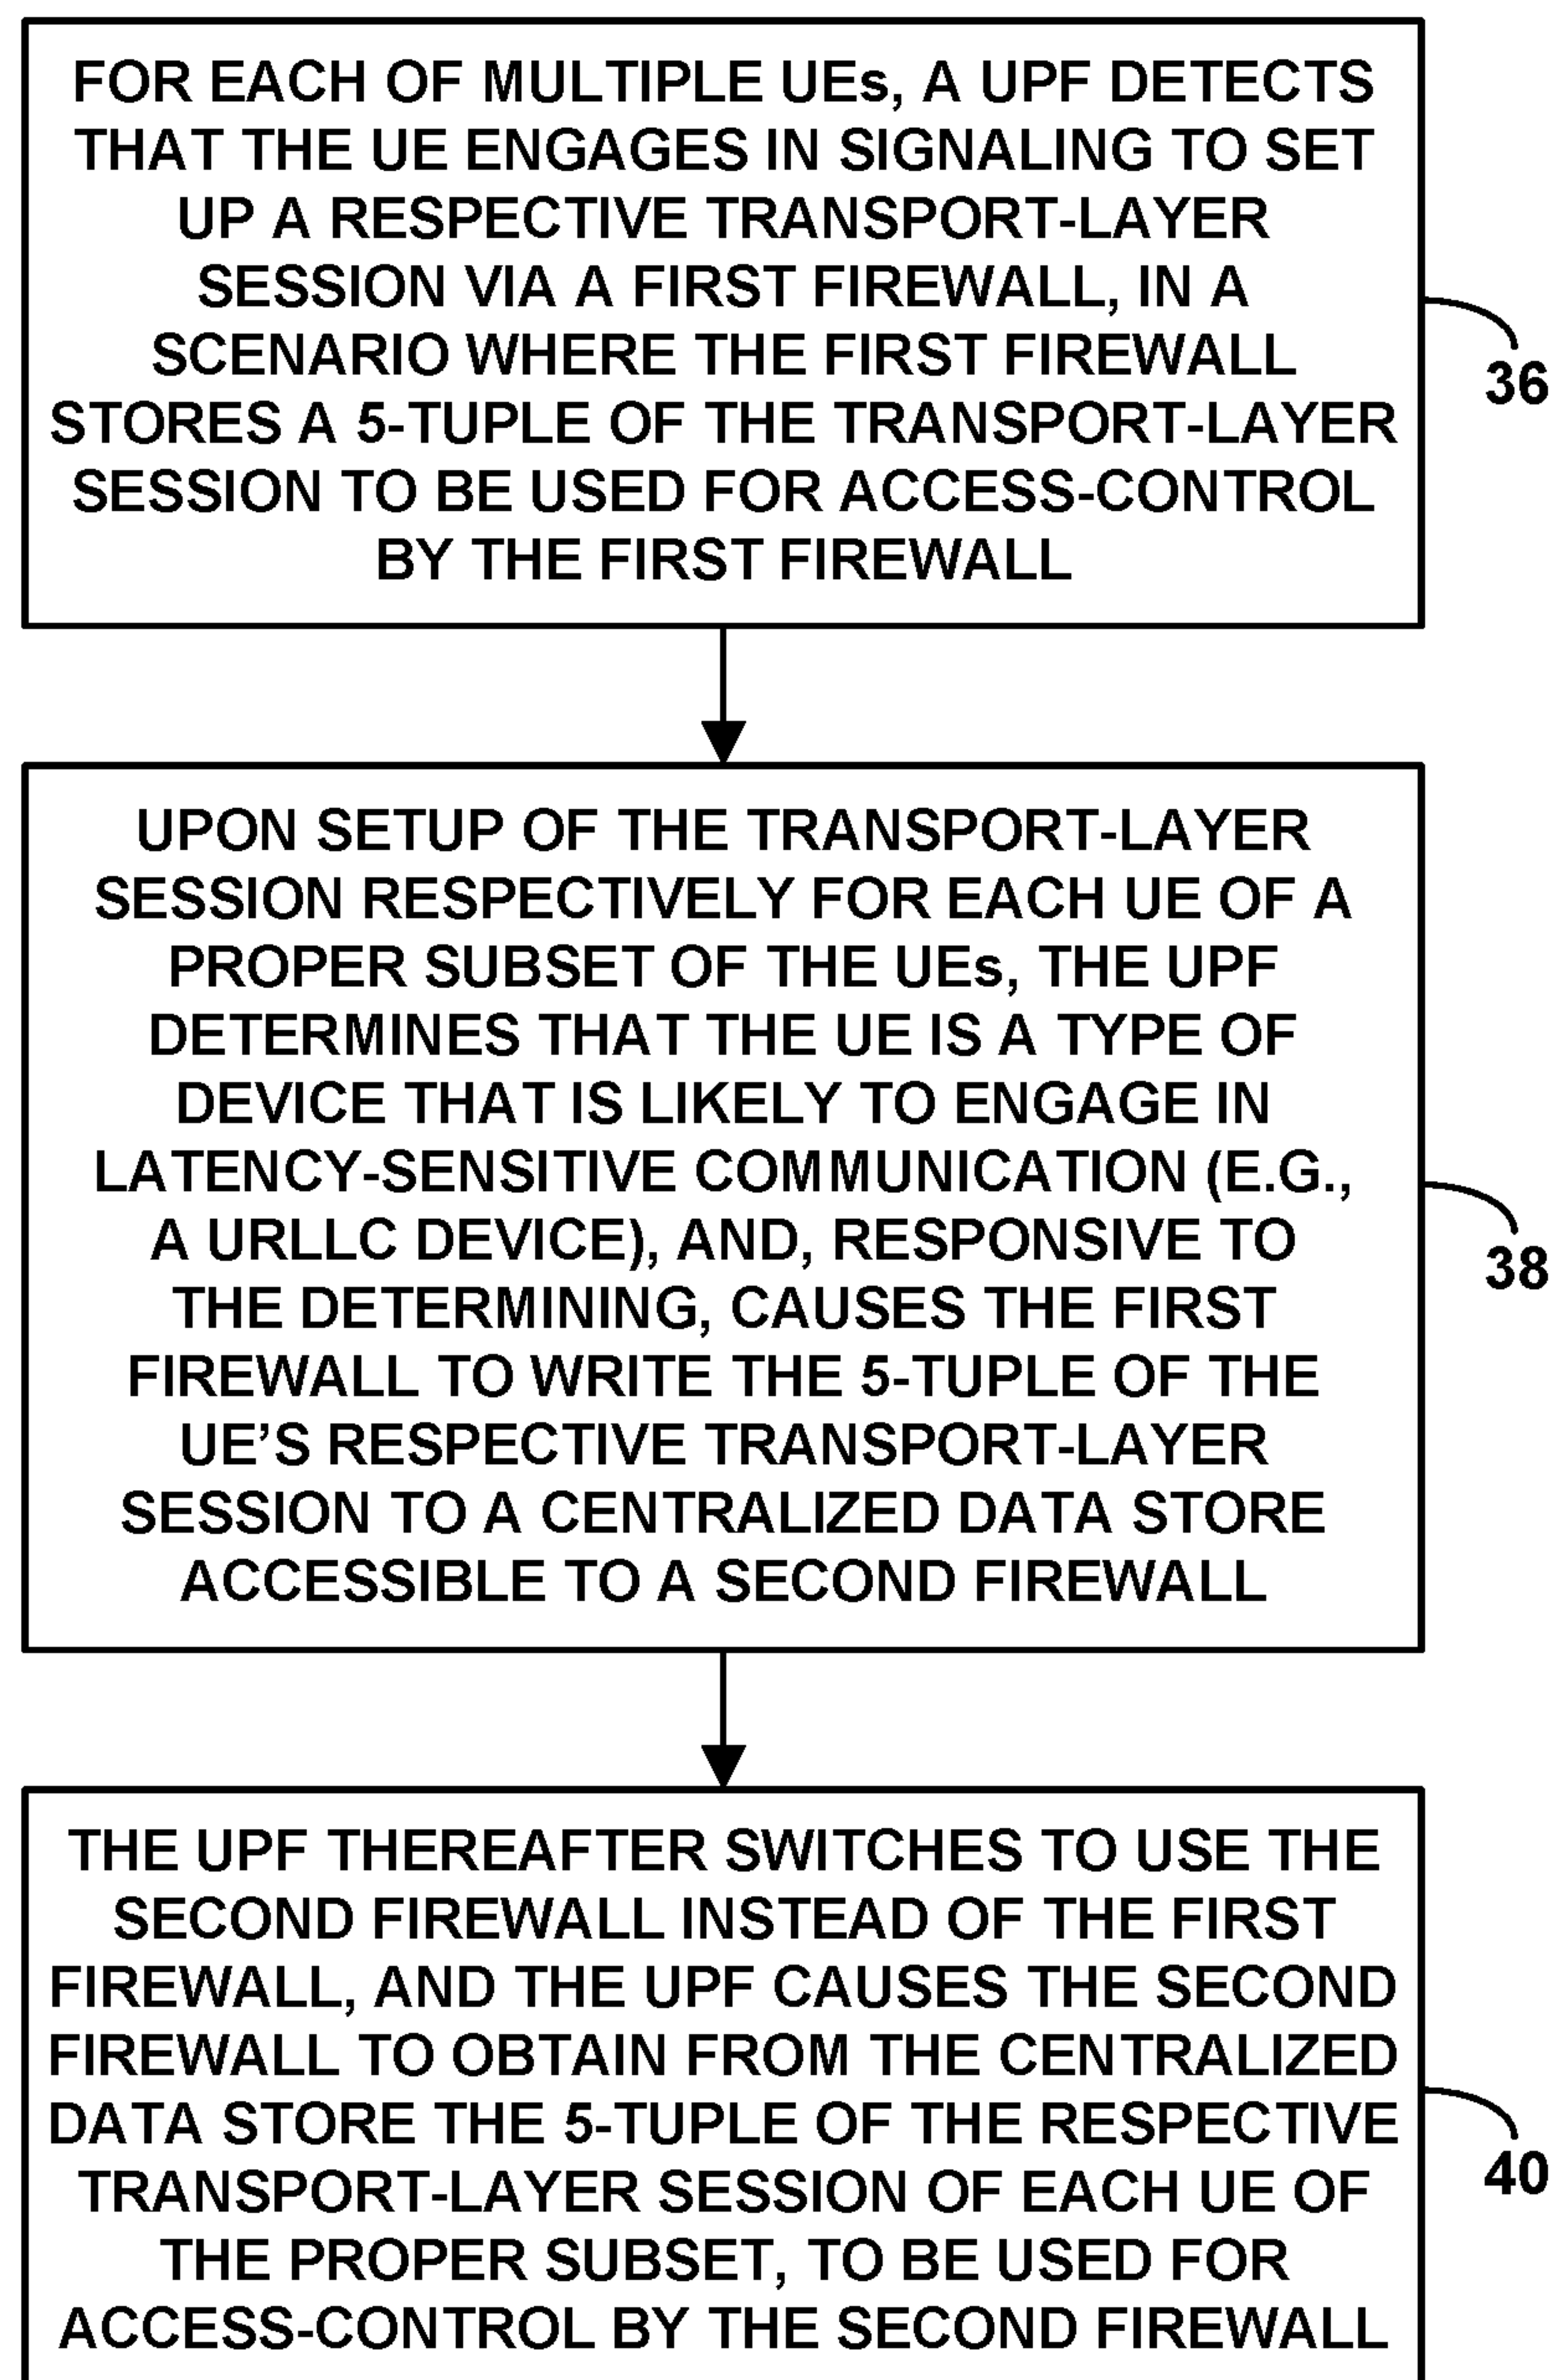 FOR EACH OF MULTIPLE UEs, A UPF DETECTS
THAT THE UE ENGAGES IN SIGNALING TO SET
UP A RESPECTIVE TRANSPORT-LAYER
SESSION VIA A FIRST FIREWALL, IN A
SCENARIO WHERE THE FIRST FIREWALL
STORES A 5-TUPLE OF THE TRANSPORT-LAYER
SESSION TO BE USED FOR ACCESS-CONTROL
BY THE FIRST FIREWALL
36
UPON SETUP OF THE TRANSPORT-LAYER
SESSION RESPECTIVELY FOR EACH UE OF A
PROPER SUBSET OF THE UEs, THE UPF
DETERMINES THAT THE UE IS A TYPE OF
DEVICE THAT IS LIKELY TO ENGAGE IN
LATENCY-SENSITIVE COMMUNICATION (E.G.,
A URLLC DEVICE), AND, RESPONSIVE TO
THE DETERMINING, CAUSES THE FIRST
FIREWALL TO WRITE THE 5-TUPLE OF THE
UE’S RESPECTIVE TRANSPORT-LAYER
SESSION TO A CENTRALIZED DATA STORE
ACCESSIBLE TO A SECOND FIREWALL
38
THE UPF THEREAFTER SWITCHES TO USE THE
SECOND FIREWALL INSTEAD OF THE FIRST
FIREWALL, AND THE UPF CAUSES THE SECOND
FIREWALL TO OBTAIN FROM THE CENTRALIZED
DATA STORE THE 5-TUPLE OF THE RESPECTIVE
TRANSPORT-LAYER SESSION OF EACH UE OF
THE PROPER SUBSET, TO BE USED FOR
ACCESS-CONTROL BY THE SECOND FIREWALL
40